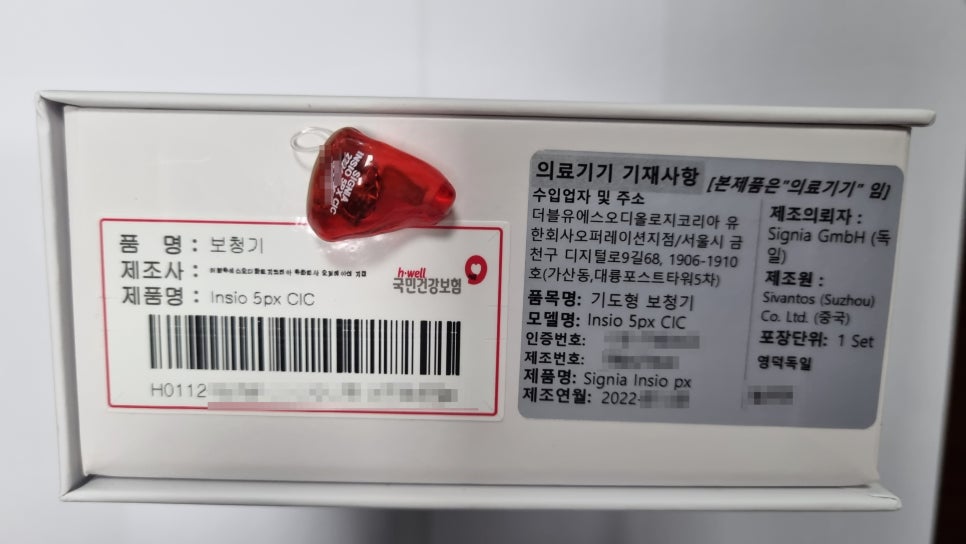 품 명 : 보청기
제조사 :
제품명 : Insio 5px CIC
h·well
국민건강보험
H0112
SIGNIA
INSIO 5PX CIC
의료기기 기재사항 [본제품은"의료기기" 임]
수입업자 및 주소
더블유에스오디올로지코리아 유
한회사오퍼레이션지점/서울시 금
천구 디지털로9길68, 1906-1910
호(가산동,대륭포스트타워5차)
품목명: 기도형 보청기
모델명: Insio 5px CIC
인증번호:
제조번호:
제품명: Signia Insio px
제조연월: 2022
제조의뢰자 :
Signia GmbH (독
일)
제조원 :
Sivantos (Suzhou)
Co. Ltd. (중국)
포장단위: 1 Set
영덕독일